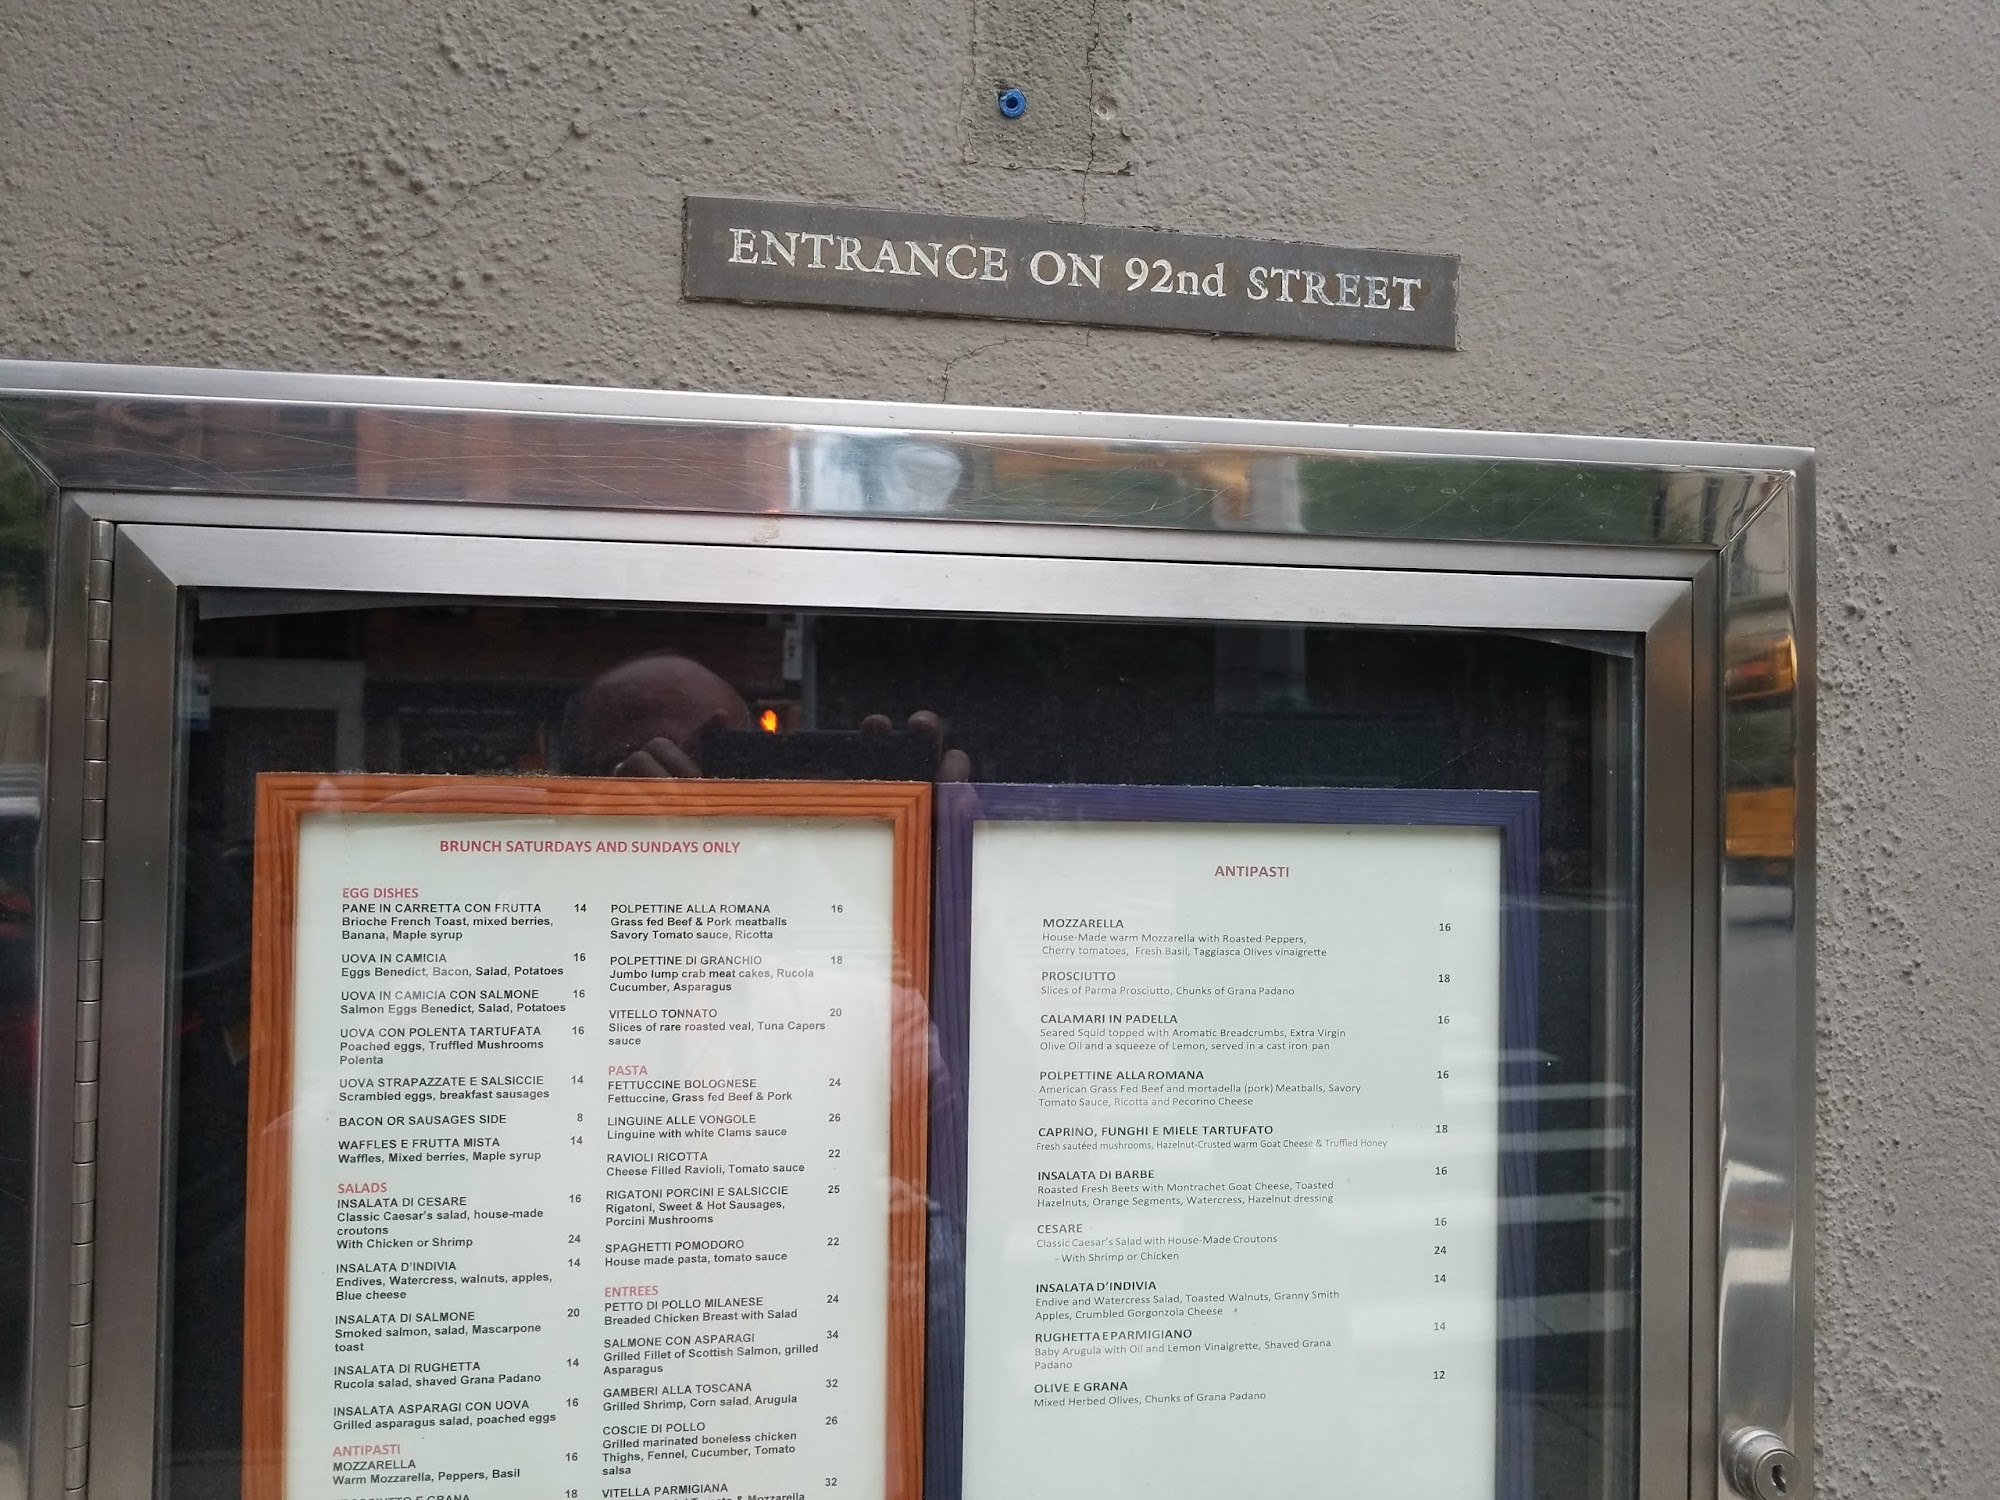 ENTRANCE ON 92nd STREET
BRUNCH SATURDAYS AND SUNDAYS ONLY
EGG DISHES
PANE IN CARRETTA CON FRUTTA 14
Brioche French Toast, mixed berries,
Banana, Maple syrup
UOVA IN CAMICIA 16
Eggs Benedict, Bacon, Salad, Potatoes
UOVA IN CAMICIA CON SALMONE 16
Salmon Eggs Benedict, Salad, Potatoes
UOVA CON POLENTA TARTUFATA 16
Poached eggs, Truffled Mushrooms
Polenta
UOVA STRAPAZZATE E SALSICCIE 14
Scrambled eggs, breakfast sausages
BACON OR SAUSAGES SIDE 8
WAFFLES E FRUTTA MISTA 14
Waffles, Mixed berries, Maple syrup
SALADS
INSALATA DI CESARE 16
Classic Caesar's salad, house-made
croutons
With Chicken or Shrimp 24
INSALATA D'INDIVIA 14
Endives, Watercress, walnuts, apples,
Blue cheese
INSALATA DI SALMONE 20
Smoked salmon, salad, Mascarpone
toast
INSALATA DI RUGHETTA 14
Rucola salad, shaved Grana Padano
INSALATA ASPARAGI CON UOVA 16
Grilled asparagus salad, poached eggs
ANTIPASTI
MOZZARELLA 16
Warm Mozzarella, Peppers, Basil
PROSCIUTTO E GRANA 18
POLPETTINE ALLA ROMANA 16
Grass fed Beef & Pork meatballs
Savory Tomato sauce, Ricotta
POLPETTINE DI GRANCHIO 18
Jumbo lump crab meat cakes, Rucola
Cucumber, Asparagus
VITELLO TONNATO 20
Slices of rare roasted veal, Tuna Capers
sauce
PASTA
FETTUCCINE BOLOGNESE 24
Fettuccine, Grass fed Beef & Pork
LINGUINE ALLE VONGOLE 26
Linguine with white Clams sauce
RAVIOLI RICOTTA 22
Cheese Filled Ravioli, Tomato sauce
RIGATONI PORCINI E SALSICCIE 25
Rigatoni, Sweet & Hot Sausages,
Porcini Mushrooms
SPAGHETTI POMODORO 22
House made pasta, tomato sauce
ENTREES
PETTO DI POLLO MILANESE 24
Breaded Chicken Breast with Salad
SALMONE CON ASPARAGI 34
Grilled Fillet of Scottish Salmon, grilled
Asparagus
GAMBERI ALLA TOSCANA 32
Grilled Shrimp, Corn salad, Arugula
COSCIE DI POLLO 26
Grilled marinated boneless chicken
Thighs, Fennel, Cucumber, Tomato
salsa
VITELLA PARMIGIANA 32
& Mozzarella
ANTIPASTI
MOZZARELLA 16
House-Made warm Mozzarella with Roasted Peppers,
Cherry tomatoes, Fresh Basil, Taggiasca Olives vinaigrette
PROSCIUTTO 18
Slices of Parma Prosciutto, Chunks of Grana Padano
CALAMARI IN PADELLA 16
Seared Squid topped with Aromatic Breadcrumbs, Extra Virgin
Olive Oil and a squeeze of Lemon, served in a cast iron pan
POLPETTINE ALLA ROMANA 16
American Grass Fed Beef and mortadella (pork) Meatballs, Savory
Tomato Sauce, Ricotta and Pecorino Cheese
CAPRINO, FUNGHI E MIELE TARTUFATO 18
Fresh sautéed mushrooms, Hazelnut-Crusted warm Goat Cheese & Truffled Honey
INSALATA DI BARBE 16
Roasted Fresh Beets with Montrachet Goat Cheese, Toasted
Hazelnuts, Orange Segments, Watercress, Hazelnut dressing
CESARE 16
Classic Caesar's Salad with House-Made Croutons
- With Shrimp or Chicken 24
INSALATA D'INDIVIA 14
Endive and Watercress Salad, Toasted Walnuts, Granny Smith
Apples, Crumbled Gorgonzola Cheese
RUGHETTA E PARMIGIANO 14
Baby Arugula with Oil and Lemon Vinaigrette, Shaved Grana
Padano
OLIVE E GRANA 12
Mixed Herbed Olives, Chunks of Grana Padano